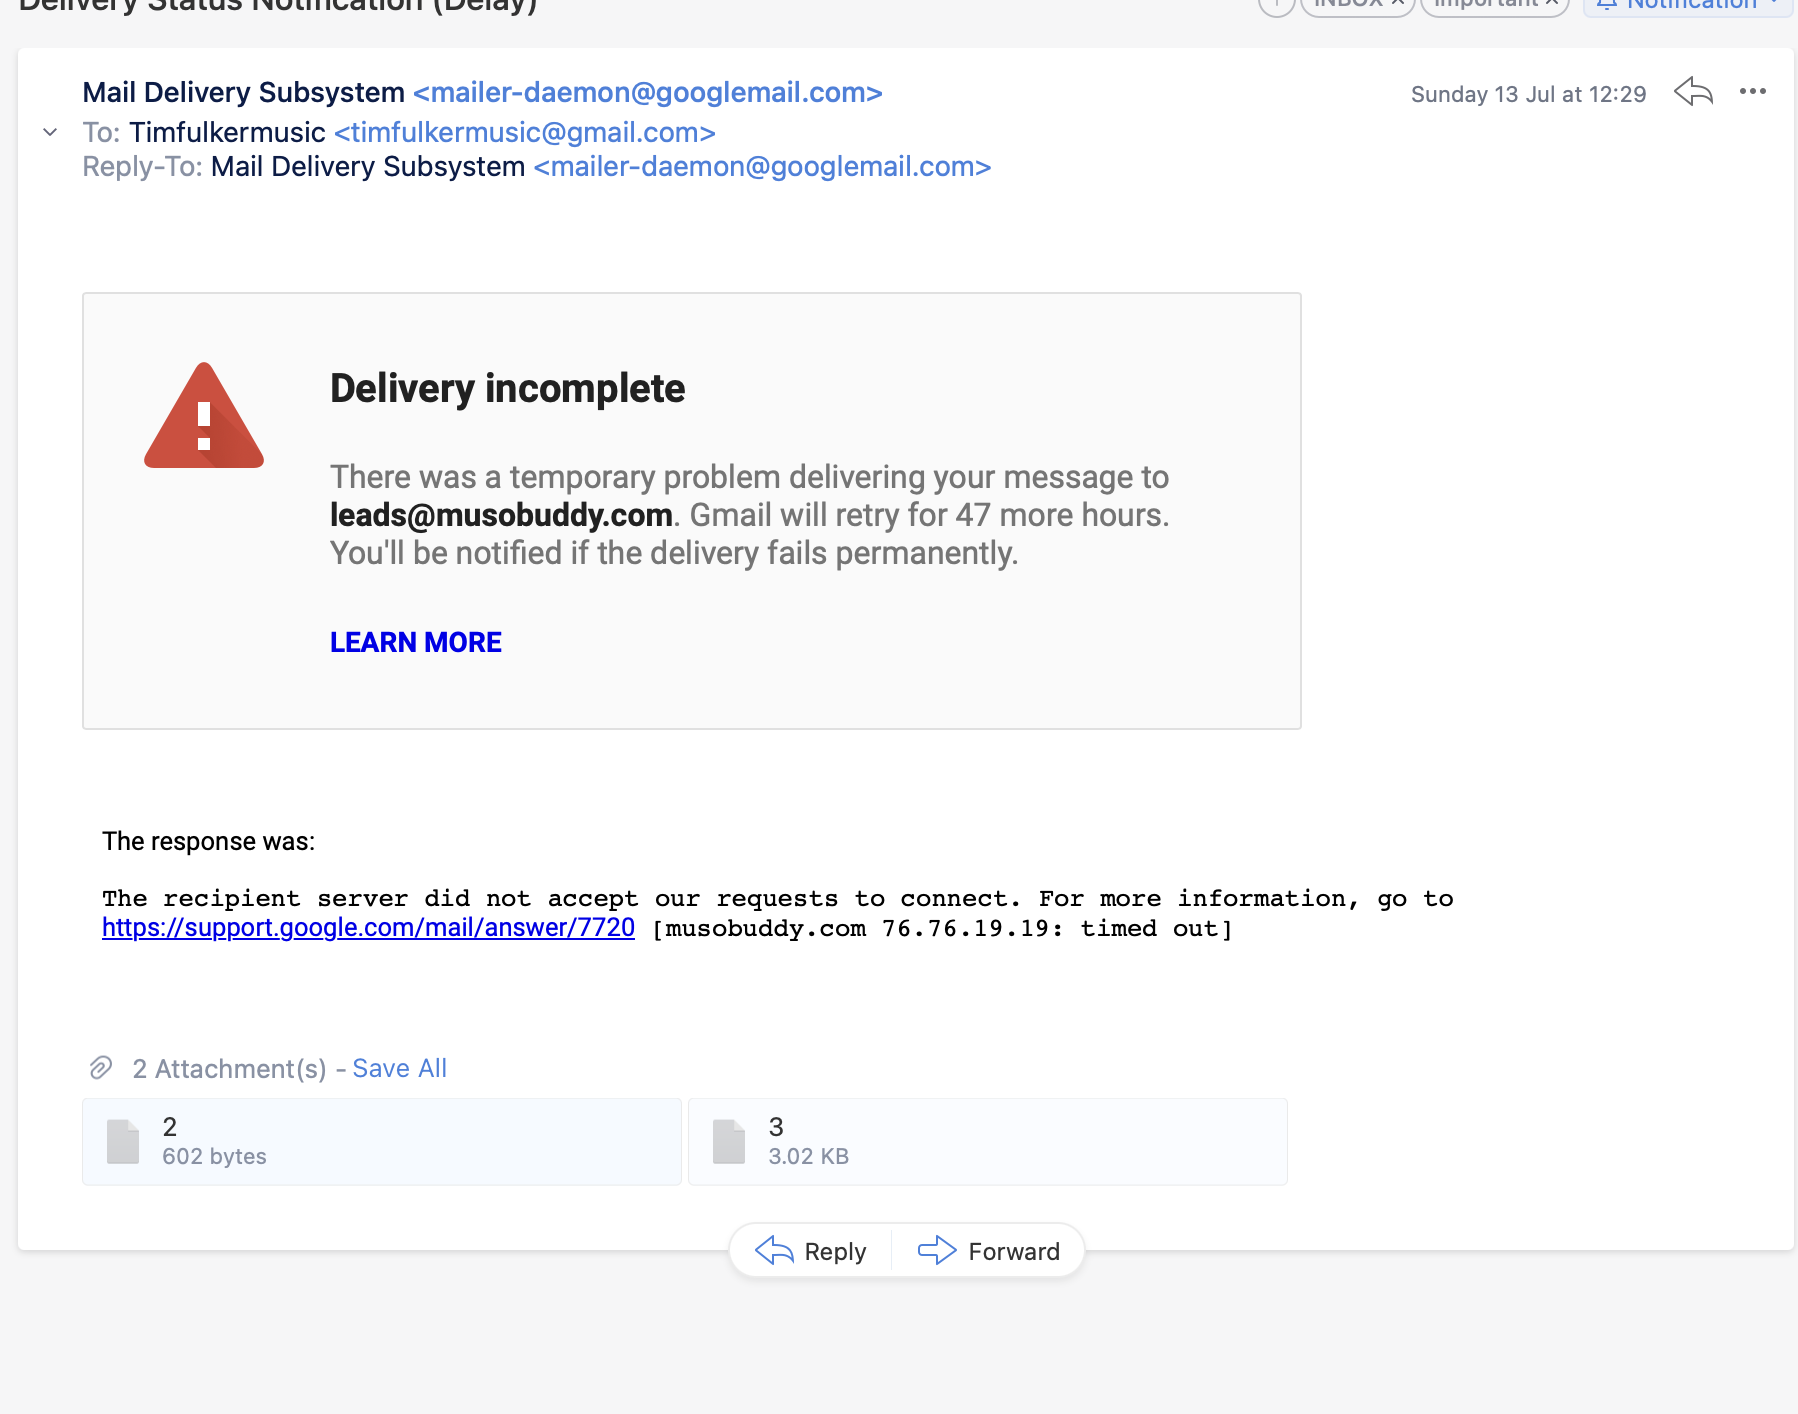 Delivery Status Notification (Delay)
INBOX ×
Important ×
Notification
Mail Delivery Subsystem <mailer-daemon@googlemail.com>
Sunday 13 Jul at 12:29
To: Timfulkermusic <timfulkermusic@gmail.com>
Reply-To: Mail Delivery Subsystem <mailer-daemon@googlemail.com>
Delivery incomplete
There was a temporary problem delivering your message to
leads@musobuddy.com. Gmail will retry for 47 more hours.
You'll be notified if the delivery fails permanently.
LEARN MORE
The response was:
The recipient server did not accept our requests to connect. For more information, go to
https://support.google.com/mail/answer/7720 [musobuddy.com 76.76.19.19: timed out]
2 Attachment(s) - Save All
2
602 bytes
3
3.02 KB
Reply
Forward